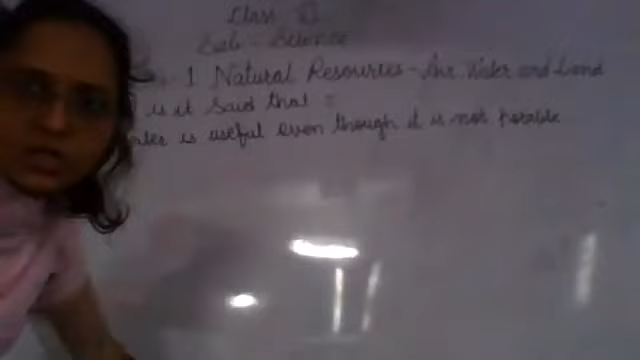 Class
Sub - Science
1 Natural Resources - Air Water and Land
is it said that :
is useful even though it is not potable